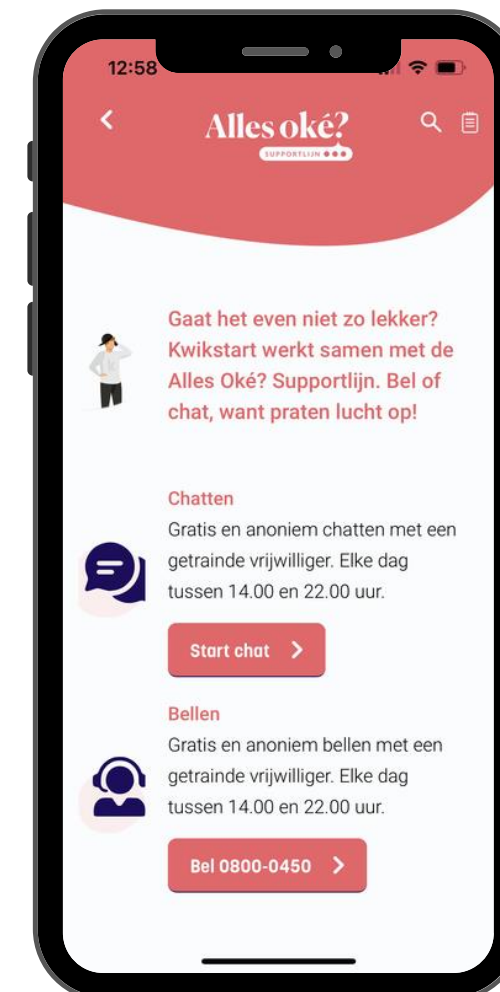 12:58
Alles oké?
SUPPORTLIJN
Gaat het even niet zo lekker?
Kwikstart werkt samen met de
Alles Oké? Supportlijn. Bel of
chat, want praten lucht op!
Chatten
Gratis en anoniem chatten met een
getrainde vrijwilliger. Elke dag
tussen 14.00 en 22.00 uur.
Start chat
Bellen
Gratis en anoniem bellen met een
getrainde vrijwilliger. Elke dag
tussen 14.00 en 22.00 uur.
Bel 0800-0450